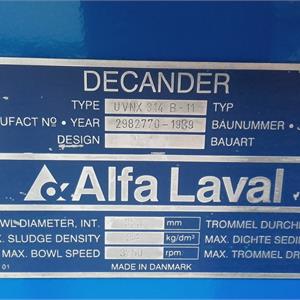 DECANDER
TYPE UVNX 314 B-11 TYP
UFACT Nº • YEAR 2982770-1989 BAUNUMMER •
DESIGN BAUART
Alfa Laval
WL DIAMETER, INT. mm TROMMEL DURCH
. SLUDGE DENSITY kg/dm³ MAX. DICHTE SEDI
MAX. BOWL SPEED rpm: MAX. TROMMEL DR
01 MADE IN DENMARK